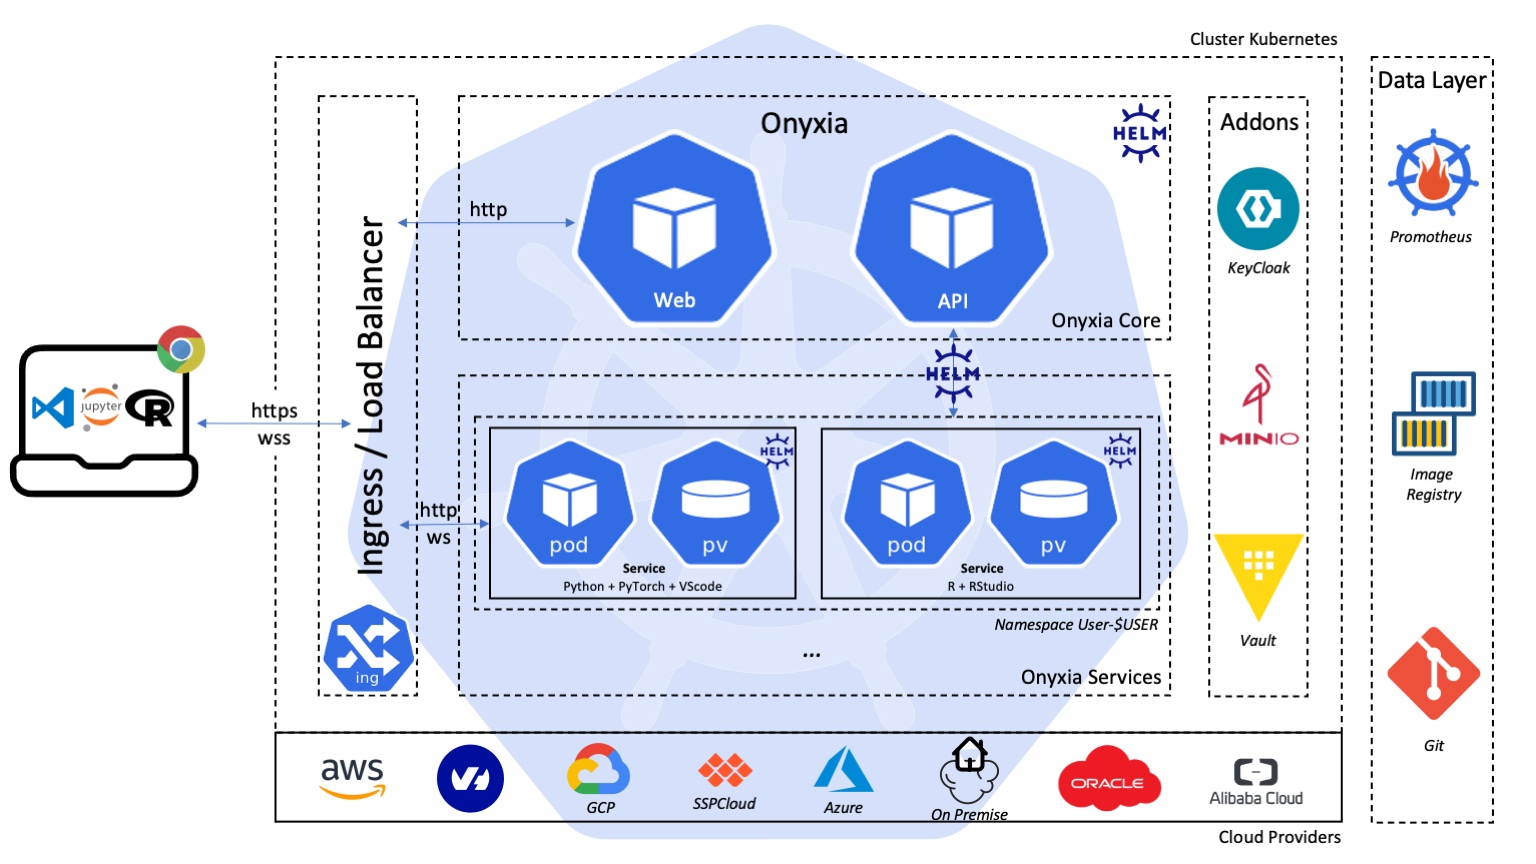 Cluster Kubernetes
Data Layer
Onyxia
HELM
Addons
Web
API
Onyxia Core
http
KeyCloak
Promotheus
Ingress / Load Balancer
jupyter
R
https
wss
HELM
MINIO
Image
Registry
http
ws
HELM
pod
pv
Service
Python + PyTorch + VScode
HELM
pod
pv
Service
R + RStudio
Namespace User-$USER
...
Onyxia Services
Vault
ing
Git
aws
GCP
SSPCloud
Azure
On Premise
ORACLE
Alibaba Cloud
Cloud Providers